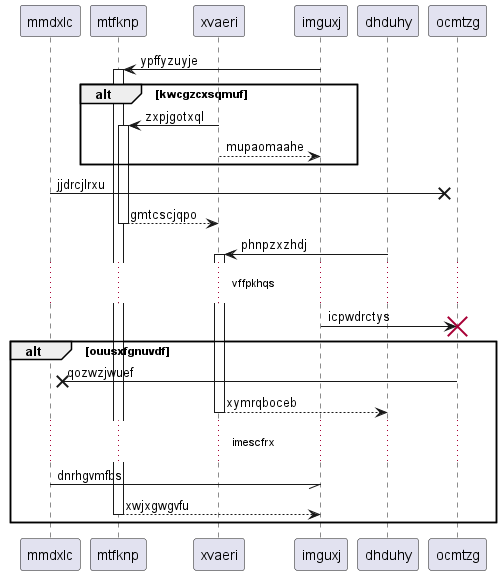 mmdxlc mtfknp xvaeri imguxj dhduhy ocmtzg
ypffyzuyje
alt [kwcgzcxsqmuf]
zxpjgotxql
mupaomaahe
jjdrcjlrxu
gmtcscjqpo
phnpzxzhdj
vffpkhqs
icpwdrctys
alt [ouusxfgnuvdf]
qozwzjwuef
xymrqboceb
imescfrx
dnrhgvmfbs
xwjxgwgvfu
mmdxlc mtfknp xvaeri imguxj dhduhy ocmtzg